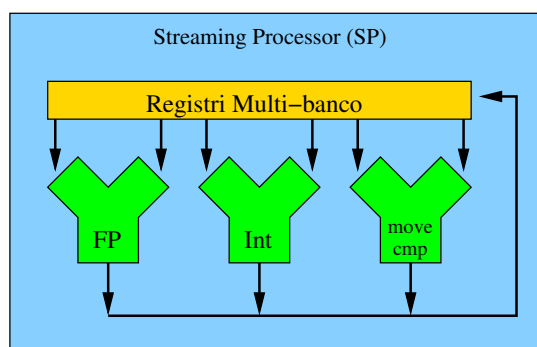 Streaming Processor (SP)
Registri Multi−banco
FP
Int
move
cmp